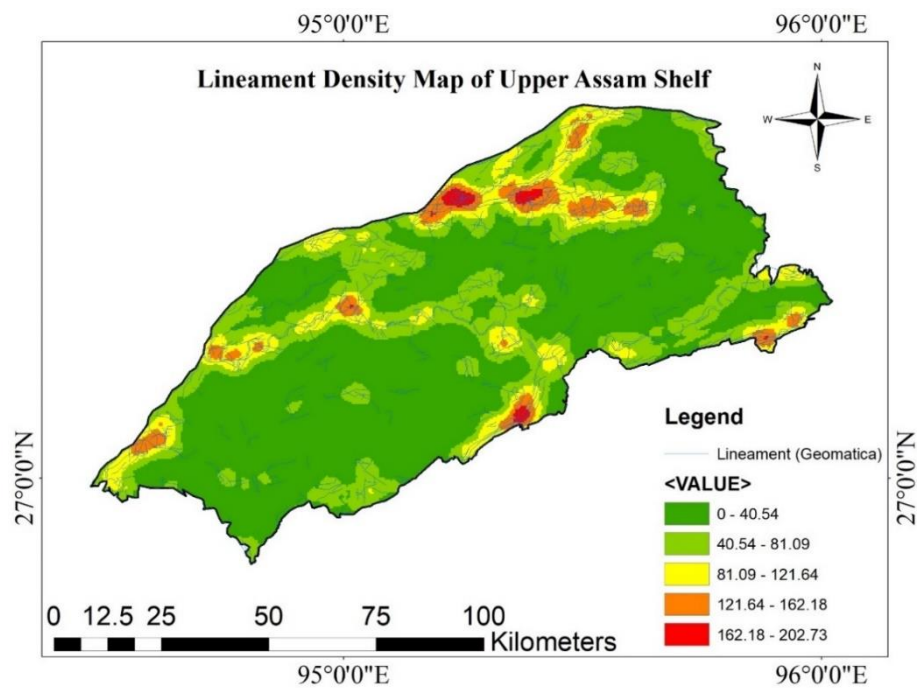 95°0'0"E 96°0'0"E
Lineament Density Map of Upper Assam Shelf
N
W E
S
27°0'0"N 27°0'0"N
Legend
Lineament (Geomatica)
<VALUE>
0 - 40.54
40.54 - 81.09
81.09 - 121.64
121.64 - 162.18
162.18 - 202.73
0 12.5 25 50 75 100
Kilometers
95°0'0"E 96°0'0"E